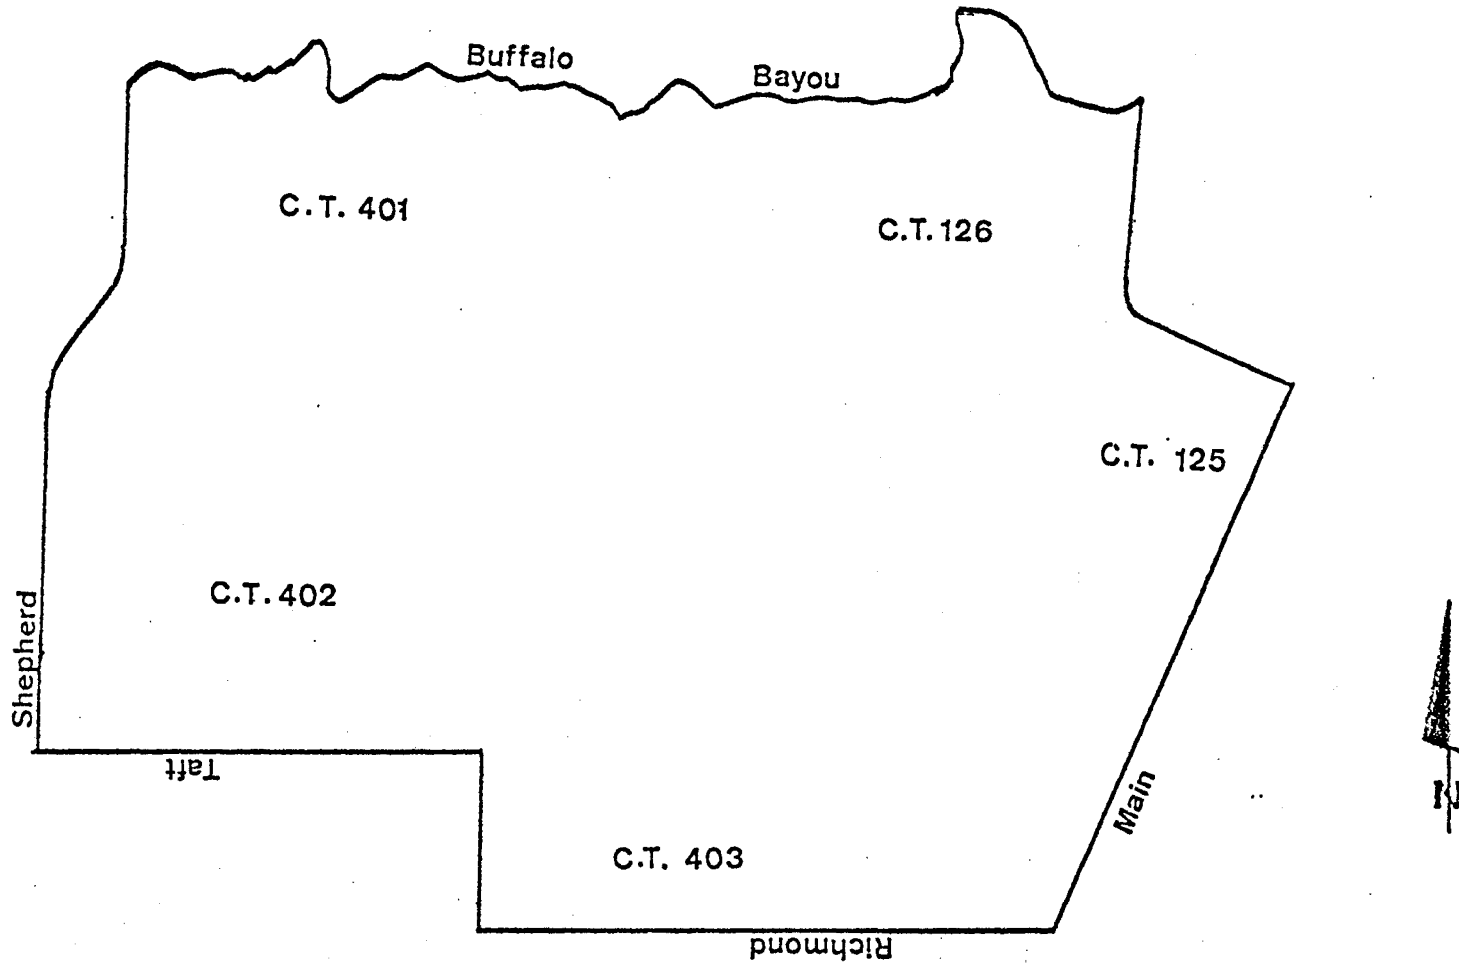 Buffalo
Bayou
C.T. 401
C.T. 126
C.T. 125
C.T. 402
Shepherd
Taft
Main
C.T. 403
Richmond
N